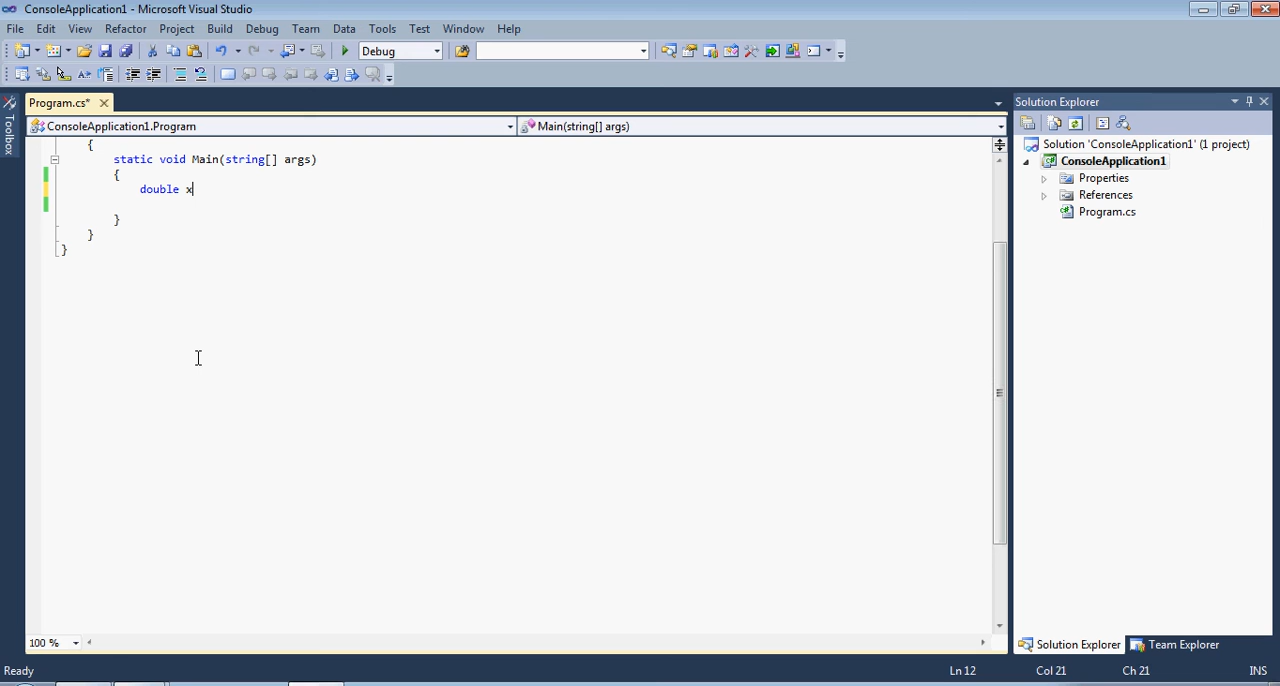 ConsoleApplication1 - Microsoft Visual Studio
File Edit View Refactor Project Build Debug Team Data Tools Test Window Help
Debug
Toolbox
Program.cs*
ConsoleApplication1.Program
Main(string[] args)
{
static void Main(string[] args)
{
double x
}
}
}
100 %
Solution Explorer
Solution 'ConsoleApplication1' (1 project)
ConsoleApplication1
Properties
References
Program.cs
Solution Explorer
Team Explorer
Ready
Ln 12
Col 21
Ch 21
INS